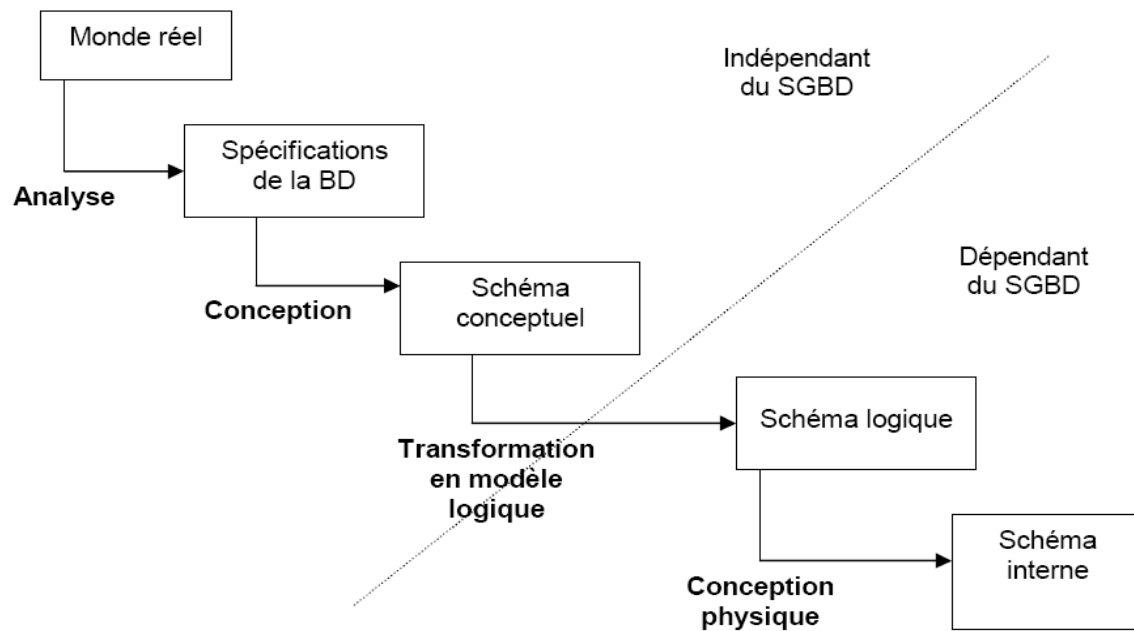 Monde réel
Indépendant
du SGBD
Spécifications
de la BD
Analyse
Dépendant
du SGBD
Schéma
conceptuel
Conception
Schéma logique
Transformation
en modèle
logique
Schéma
interne
Conception
physique